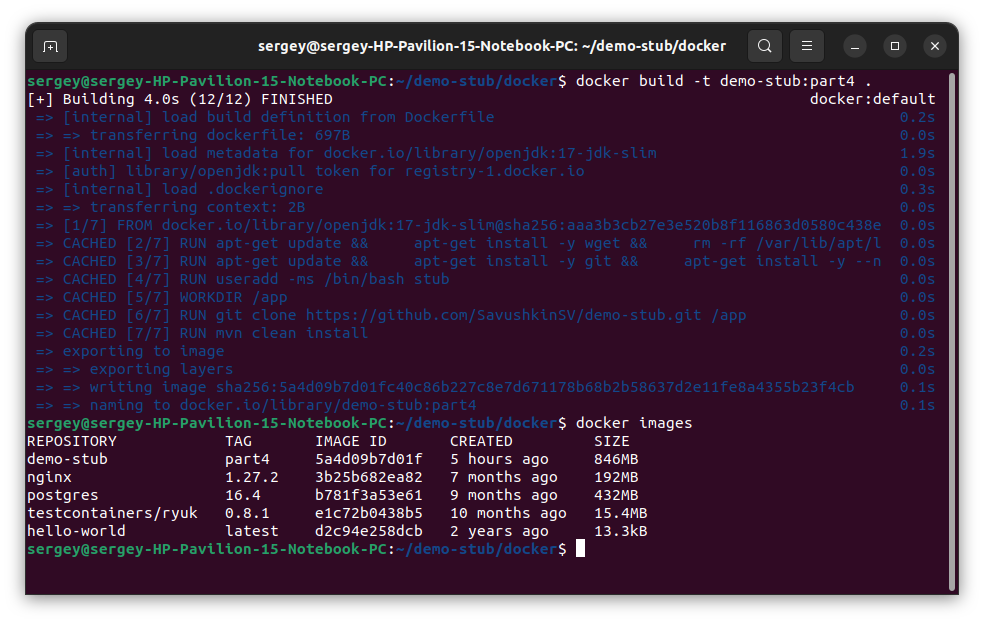 sergey@sergey-HP-Pavilion-15-Notebook-PC: ~/demo-stub/docker
sergey@sergey-HP-Pavilion-15-Notebook-PC:~/demo-stub/docker$ docker build -t demo-stub:part4 .
[+] Building 4.0s (12/12) FINISHED docker:default
=> [internal] load build definition from Dockerfile 0.2s
=> => transferring dockerfile: 697B 0.0s
=> [internal] load metadata for docker.io/library/openjdk:17-jdk-slim 1.9s
=> [auth] library/openjdk:pull token for registry-1.docker.io 0.0s
=> [internal] load .dockerignore 0.3s
=> => transferring context: 2B 0.0s
=> [1/7] FROM docker.io/library/openjdk:17-jdk-slim@sha256:aaa3b3cb27e3e520b8f116863d0580c438e 0.0s
=> CACHED [2/7] RUN apt-get update &&     apt-get install -y wget &&     rm -rf /var/lib/apt/l 0.0s
=> CACHED [3/7] RUN apt-get update &&     apt-get install -y git &&     apt-get install -y --n 0.0s
=> CACHED [4/7] RUN useradd -ms /bin/bash stub 0.0s
=> CACHED [5/7] WORKDIR /app 0.0s
=> CACHED [6/7] RUN git clone https://github.com/SavushkinSV/demo-stub.git /app 0.0s
=> CACHED [7/7] RUN mvn clean install 0.0s
=> exporting to image 0.2s
=> => exporting layers 0.0s
=> => writing image sha256:5a4d09b7d01fc40c86b227c8e7d671178b68b2b58637d2e11fe8a4355b23f4cb 0.1s
=> => naming to docker.io/library/demo-stub:part4 0.1s
sergey@sergey-HP-Pavilion-15-Notebook-PC:~/demo-stub/docker$ docker images
REPOSITORY TAG IMAGE ID CREATED SIZE
demo-stub part4 5a4d09b7d01f 5 hours ago 846MB
nginx 1.27.2 3b25b682ea82 7 months ago 192MB
postgres 16.4 b781f3a53e61 9 months ago 432MB
testcontainers/ryuk 0.8.1 e1c72b0438b5 10 months ago 15.4MB
hello-world latest d2c94e258dcb 2 years ago 13.3kB
sergey@sergey-HP-Pavilion-15-Notebook-PC:~/demo-stub/docker$